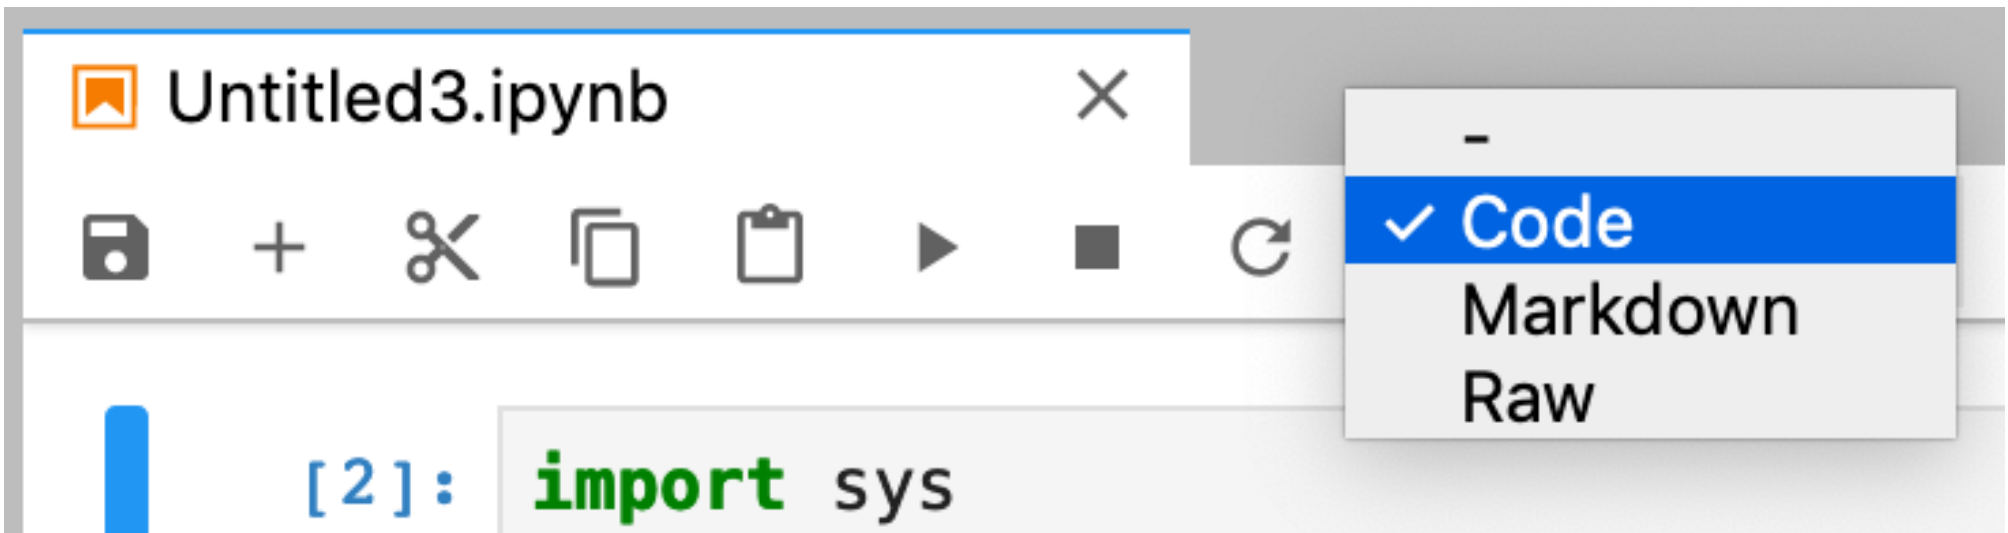 Untitled3.ipynb
-
Code
Markdown
Raw
[2]: import sys